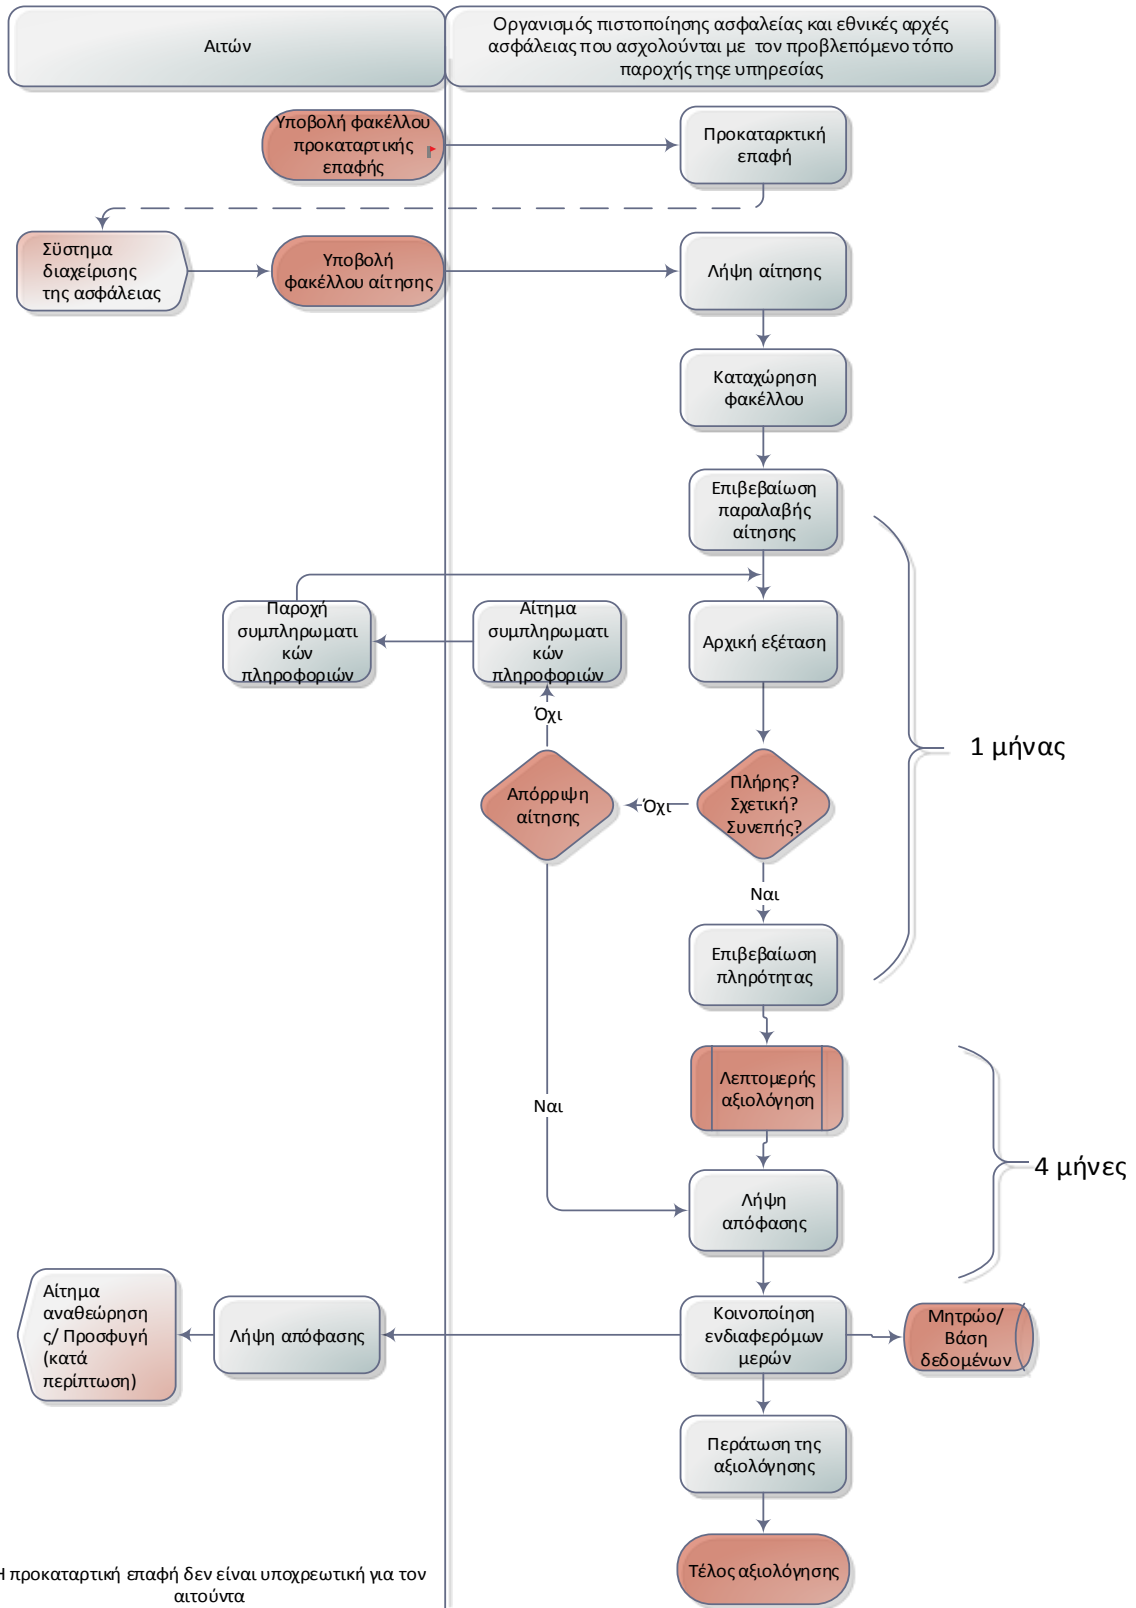 Αιτών
Οργανισμός πιστοποίησης ασφαλείας και εθνικές αρχές
ασφάλειας που ασχολούνται με τον προβλεπόμενο τόπο
παροχής τηςε υπηρεσίας
Υποβολή φακέλλου
προκαταρτικής
επαφής
Προκαταρκτική
επαφή
Σϋστημα
διαχείρισης
της ασφάλειας
Υποβολή
φακέλλου αίτησης
Λήψη αίτησης
Καταχώρηση
φακέλλου
Επιβεβαίωση
παραλαβής
αίτησης
Παροχή
συμπληρωματι
κών
πληροφοριών
Αίτημα
συμπληρωματι
κών
πληροφοριών
Αρχική εξέταση
Όχι
1 μήνας
Απόρριψη
αίτησης
Όχι
Πλήρης?
Σχετική?
Συνεπής?
Ναι
Επιβεβαίωση
πληρότητας
Λεπτομερής
αξιολόγηση
Ναι
4 μήνες
Λήψη
απόφασης
Αίτημα
αναθεώρηση
ς/ Προσφυγή
(κατά
περίπτωση)
Λήψη απόφασης
Κοινοποίηση
ενδιαφερόμων
μερών
Μητρώο/
Βάση
δεδομένων
Περάτωση της
αξιολόγησης
Τέλος αξιολόγησης
Η προκαταρτική επαφή δεν είναι υποχρεωτική για τον
αιτούντα